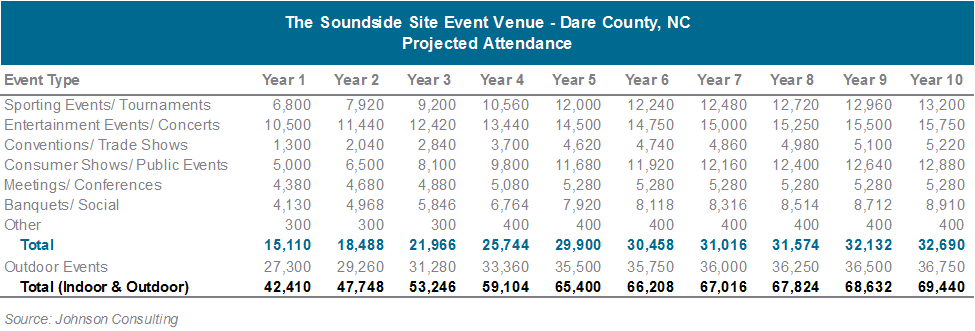 The Soundside Site Event Venue - Dare County, NC
Projected Attendance
Event Type Year 1 Year 2 Year 3 Year 4 Year 5 Year 6 Year 7 Year 8 Year 9 Year 10
Sporting Events/ Tournaments 6,800 7,920 9,200 10,560 12,000 12,240 12,480 12,720 12,960 13,200
Entertainment Events/ Concerts 10,500 11,440 12,420 13,440 14,500 14,750 15,000 15,250 15,500 15,750
Conventions/ Trade Shows 1,300 2,040 2,840 3,700 4,620 4,740 4,860 4,980 5,100 5,220
Consumer Shows/ Public Events 5,000 6,500 8,100 9,800 11,680 11,920 12,160 12,400 12,640 12,880
Meetings/ Conferences 4,380 4,680 4,880 5,080 5,280 5,280 5,280 5,280 5,280 5,280
Banquets/ Social 4,130 4,968 5,846 6,764 7,920 8,118 8,316 8,514 8,712 8,910
Other 300 300 300 400 400 400 400 400 400 400
Total 15,110 18,488 21,966 25,744 29,900 30,458 31,016 31,574 32,132 32,690
Outdoor Events 27,300 29,260 31,280 33,360 35,500 35,750 36,000 36,250 36,500 36,750
Total (Indoor & Outdoor) 42,410 47,748 53,246 59,104 65,400 66,208 67,016 67,824 68,632 69,440
Source: Johnson Consulting